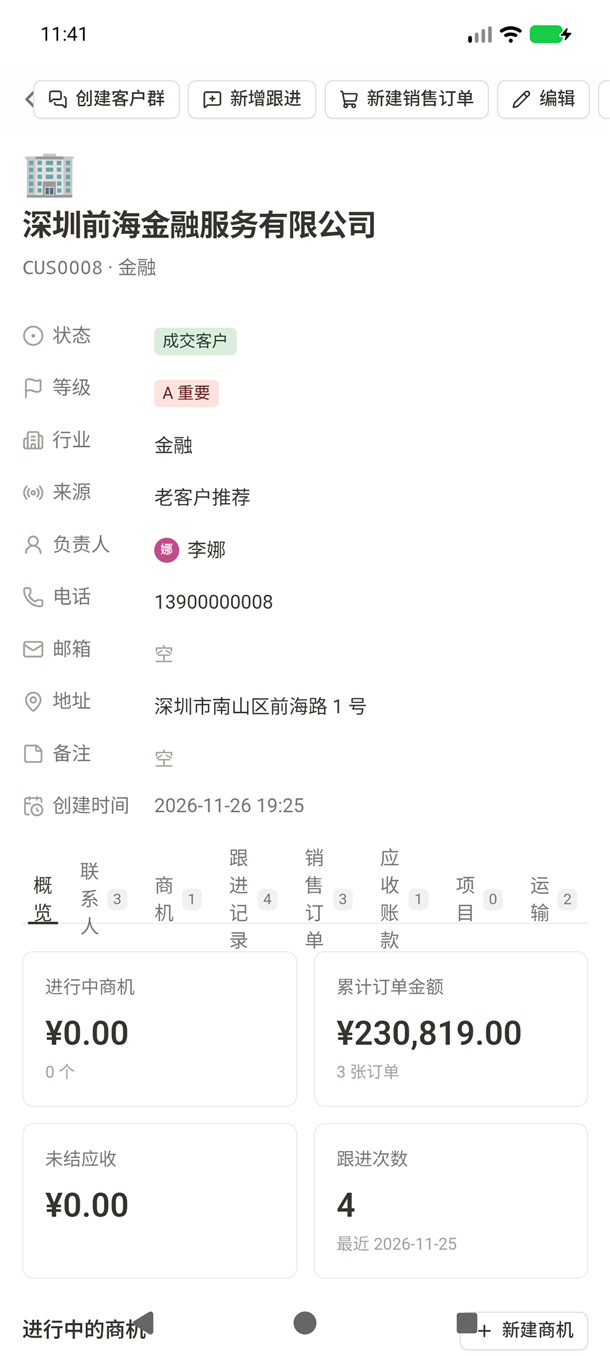 11:41
创建客户群
新增跟进
新建销售订单
编辑
深圳前海金融服务有限公司
CUS0008 · 金融
状态
成交客户
等级
A 重要
行业
金融
来源
老客户推荐
负责人
娜 李娜
电话
13900000008
邮箱
空
地址
深圳市南山区前海路 1 号
备注
空
创建时间
2026-11-26 19:25
概览
联系人 3
商机 1
跟进记录 4
销售订单 3
应收账款 1
项目 0
运输 2
进行中商机
¥0.00
0 个
累计订单金额
¥230,819.00
3 张订单
未结应收
¥0.00
跟进次数
4
最近 2026-11-25
进行中的商机
新建商机